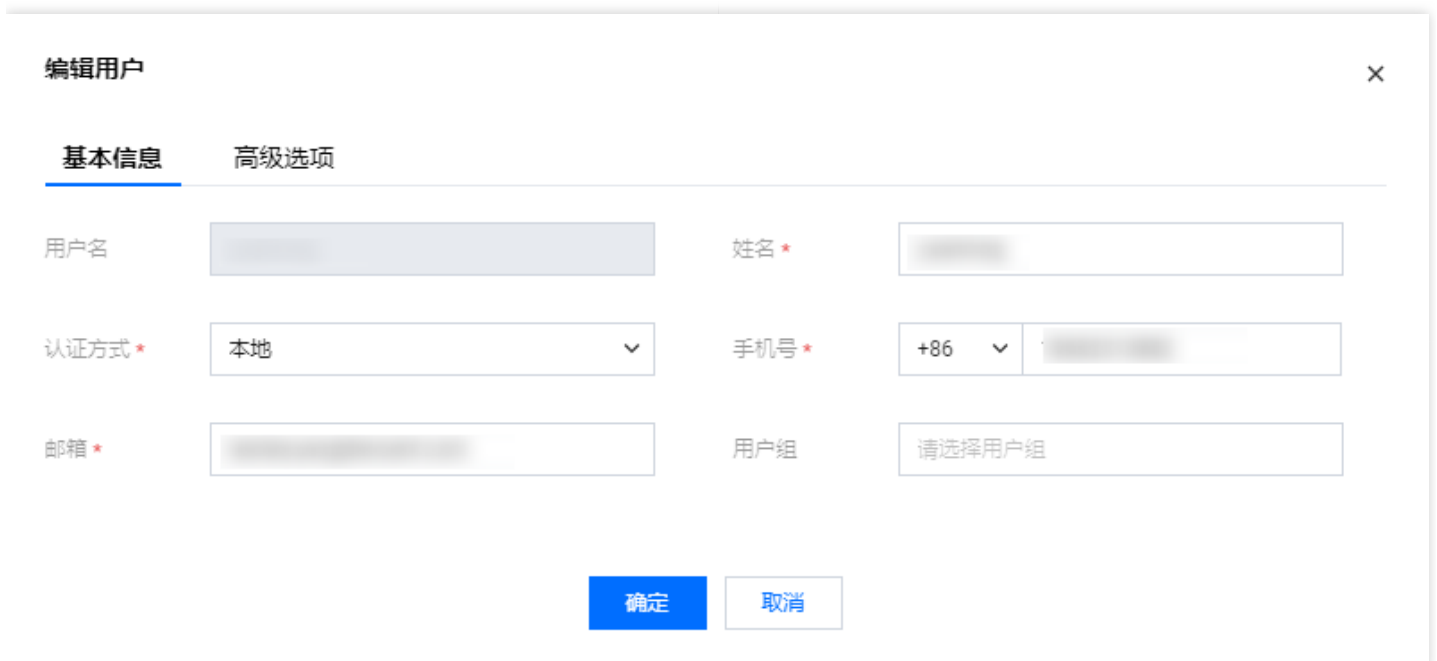 编辑用户
基本信息 高级选项
用户名 姓名 *
认证方式 * 本地 手机号 * +86
邮箱 * 用户组 请选择用户组
确定 取消